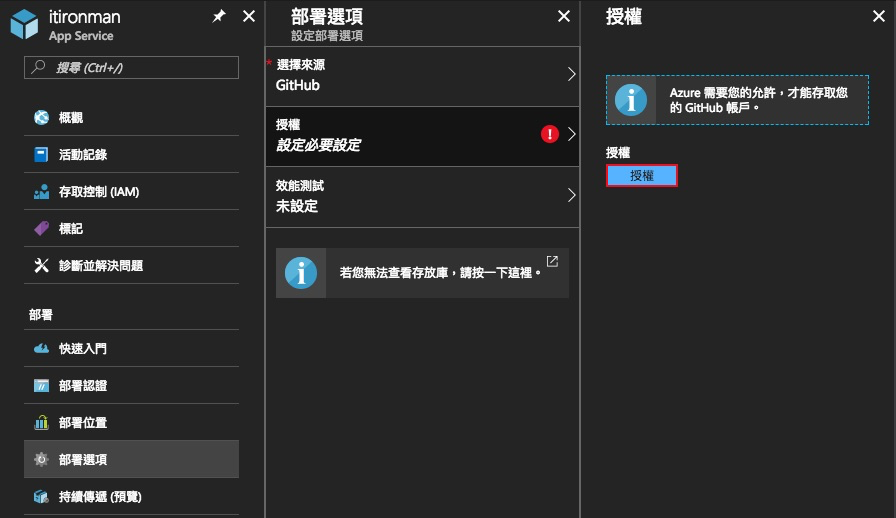 itironman
App Service
搜尋 (Ctrl+/)
概觀
活動記錄
存取控制 (IAM)
標記
診斷並解決問題
部署
快速入門
部署認證
部署位置
部署選項
持續傳遞 (預覽)
部署選項
設定部署選項
* 選擇來源
GitHub
授權
設定必要設定
效能測試
未設定
若您無法查看存放庫，請按一下這裡。
授權
Azure 需要您的允許，才能存取您
的 GitHub 帳戶。
授權
授權